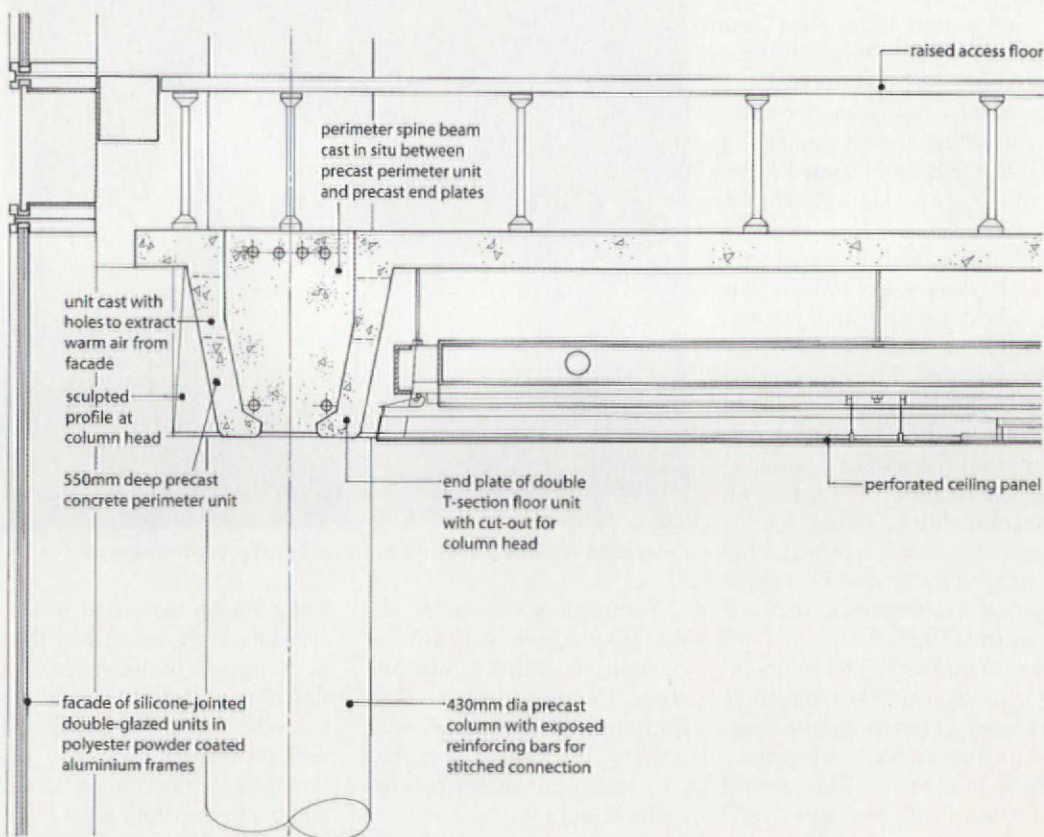 raised access floor
perimeter spine beam
cast in situ between
precast perimeter unit
and precast end plates
unit cast with
holes to extract
warm air from
facade
sculpted
profile at
column head
550mm deep precast
concrete perimeter unit
end plate of double
T-section floor unit
with cut-out for
column head
perforated ceiling panel
facade of silicone-jointed
double-glazed units in
polyester powder coated
aluminium frames
430mm dia precast
column with exposed
reinforcing bars for
stitched connection